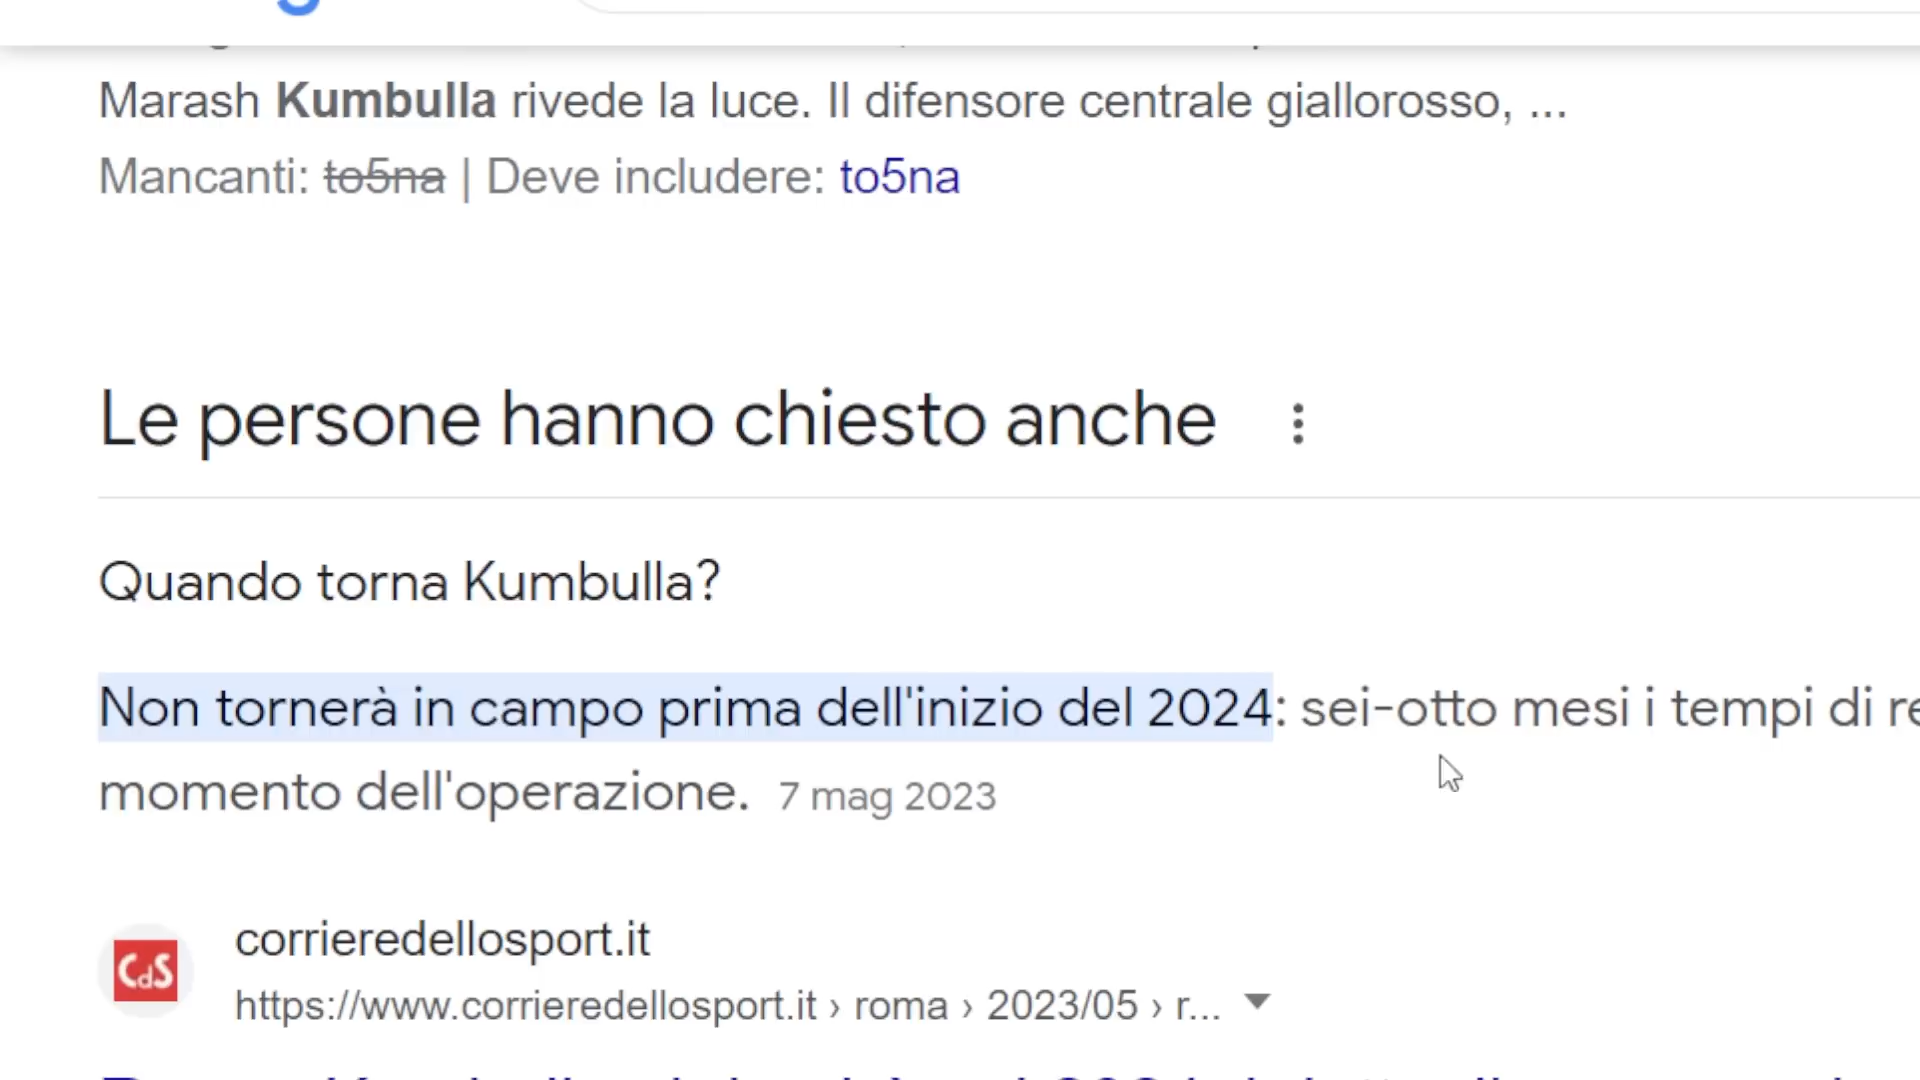 Marash Kumbulla rivede la luce. Il difensore centrale giallorosso, ...
Mancanti: to5na | Deve includere: to5na
Le persone hanno chiesto anche
Quando torna Kumbulla?
Non tornerà in campo prima dell'inizio del 2024: sei-otto mesi i tempi di
momento dell'operazione. 7 mag 2023
CdS
corrieredellosport.it
https://www.corrieredellosport.it › roma › 2023/05 › r...